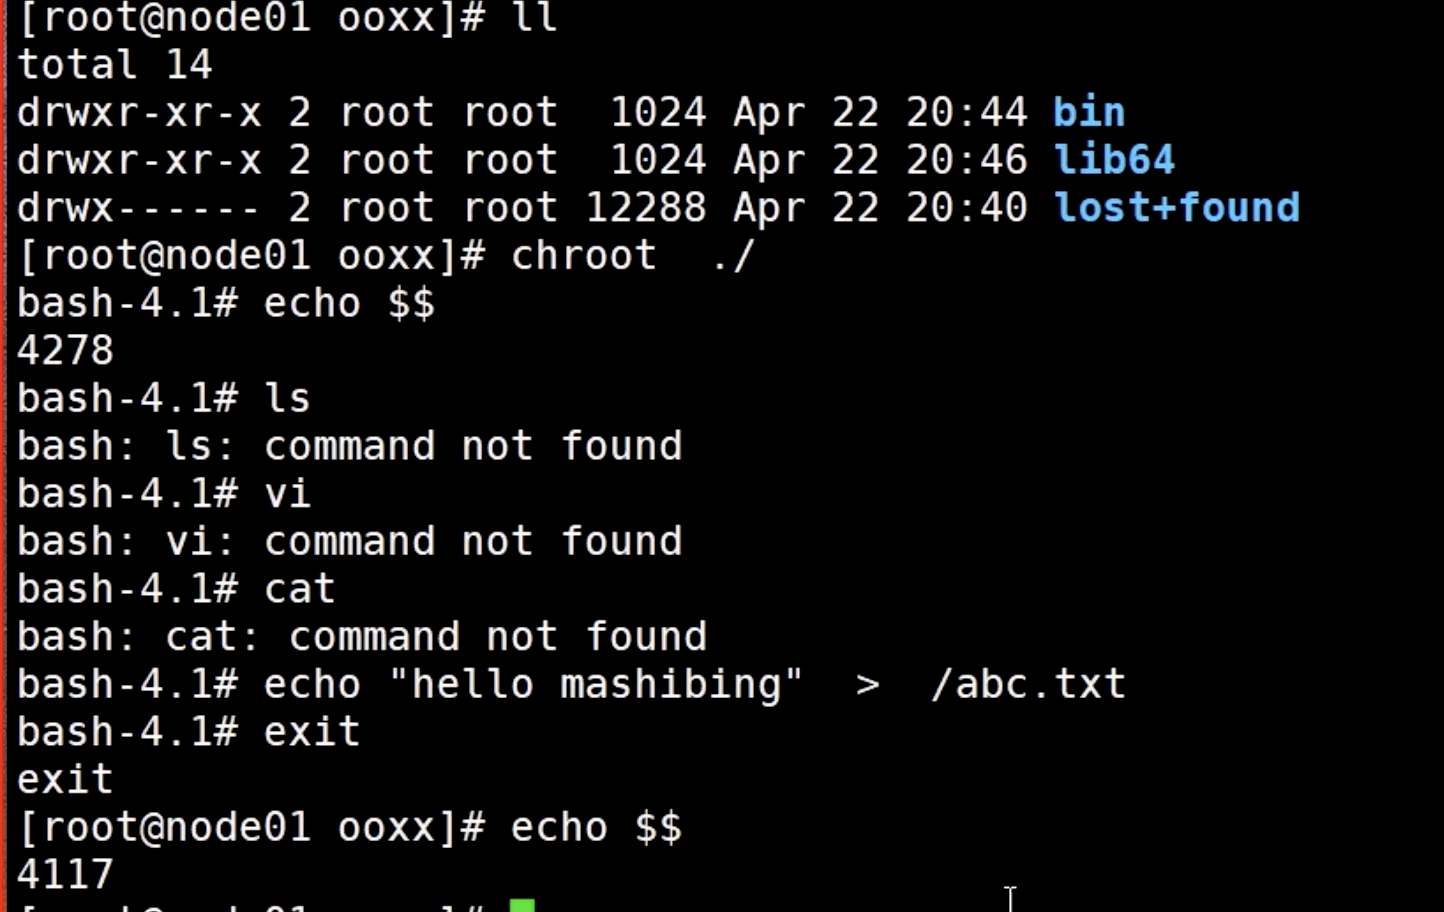 [root@node01 ooxx]# ll
total 14
drwxr-xr-x 2 root root  1024 Apr 22 20:44 bin
drwxr-xr-x 2 root root  1024 Apr 22 20:46 lib64
drwx------ 2 root root 12288 Apr 22 20:40 lost+found
[root@node01 ooxx]# chroot  ./
bash-4.1# echo $$
4278
bash-4.1# ls
bash: ls: command not found
bash-4.1# vi
bash: vi: command not found
bash-4.1# cat
bash: cat: command not found
bash-4.1# echo "hello mashibing"  >  /abc.txt
bash-4.1# exit
exit
[root@node01 ooxx]# echo $$
4117